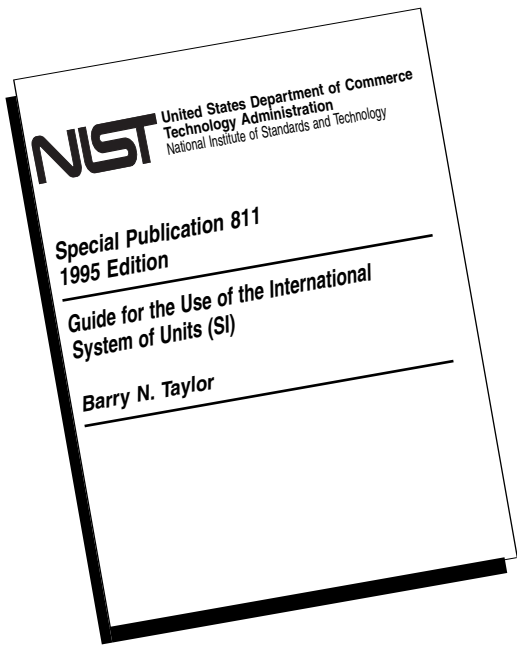 NIST
United States Department of Commerce
Technology Administration
National Institute of Standards and Technology
Special Publication 811
1995 Edition
Guide for the Use of the International
System of Units (SI)
Barry N. Taylor